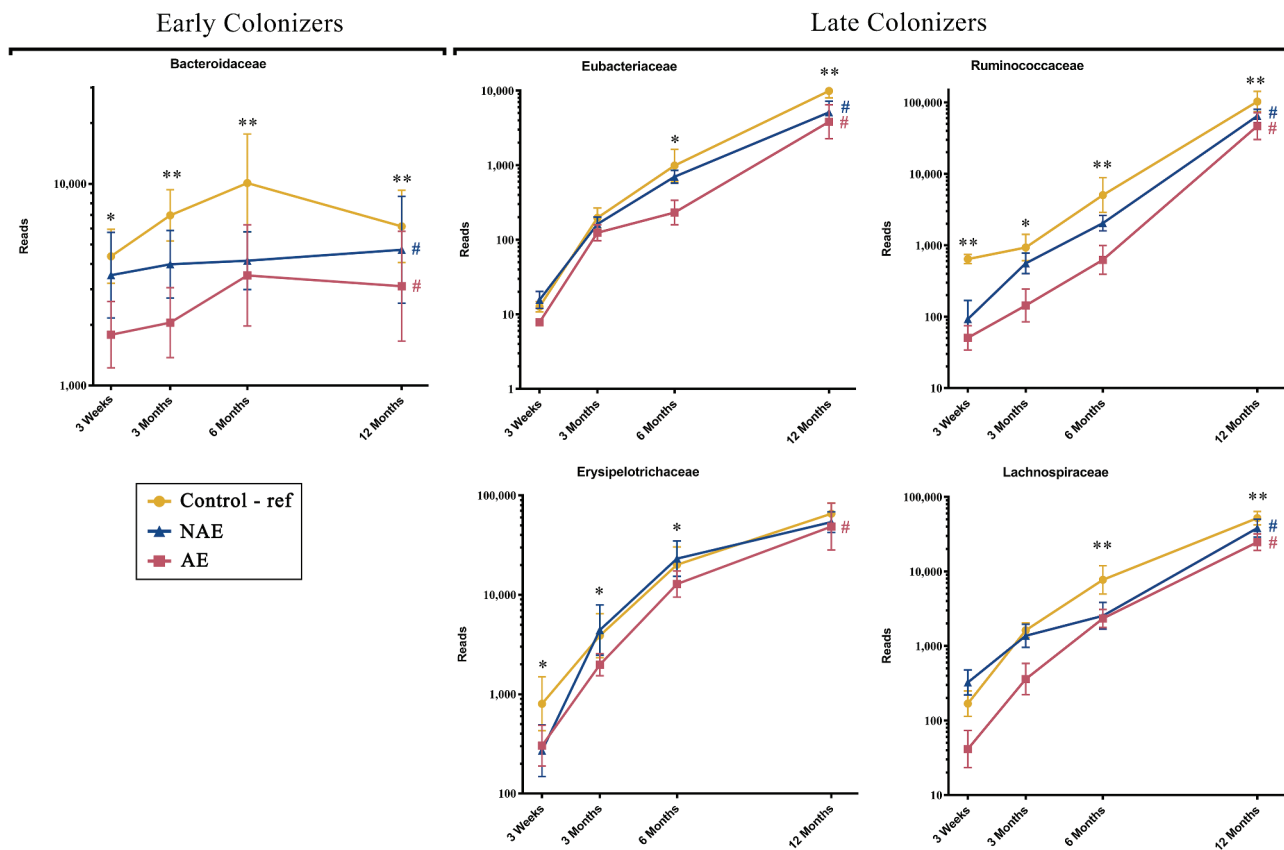 Early Colonizers
Late Colonizers
Bacteroidaceae
Reads
10,000
1,000
*
**
**
**
#
#
3 Weeks
3 Months
6 Months
12 Months
Eubacteriaceae
Reads
10,000
1,000
100
10
1
*
**
#
#
3 Weeks
3 Months
6 Months
12 Months
Ruminococcaceae
Reads
100,000
10,000
1,000
100
10
**
*
**
**
#
#
3 Weeks
3 Months
6 Months
12 Months
Control - ref
NAE
AE
Erysipelotrichaceae
Reads
100,000
10,000
1,000
100
*
*
*
#
3 Weeks
3 Months
6 Months
12 Months
Lachnospiraceae
Reads
100,000
10,000
1,000
100
10
**
**
#
#
3 Weeks
3 Months
6 Months
12 Months